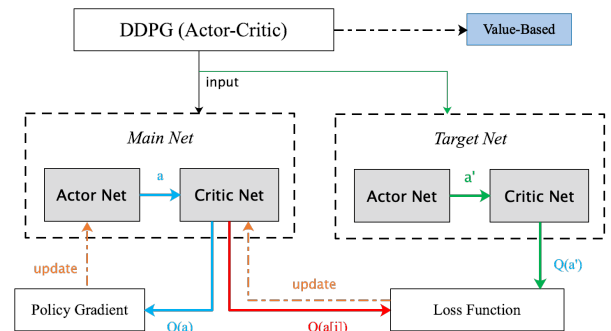 DDPG (Actor-Critic)
Value-Based
input
Main Net
Target Net
Actor Net
a
Critic Net
Actor Net
a'
Critic Net
update
update
Q(a')
Policy Gradient
Q(a)
Q(a[i])
Loss Function